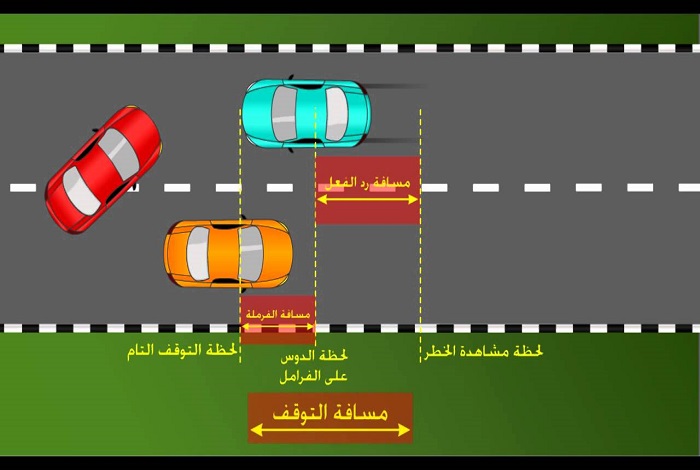 مسافة رد الفعل
مسافة الفرملة
لحظة مشاهدة الخطر
لحظة الدوس
على الفرامل
لحظة التوقف التام
مسافة التوقف